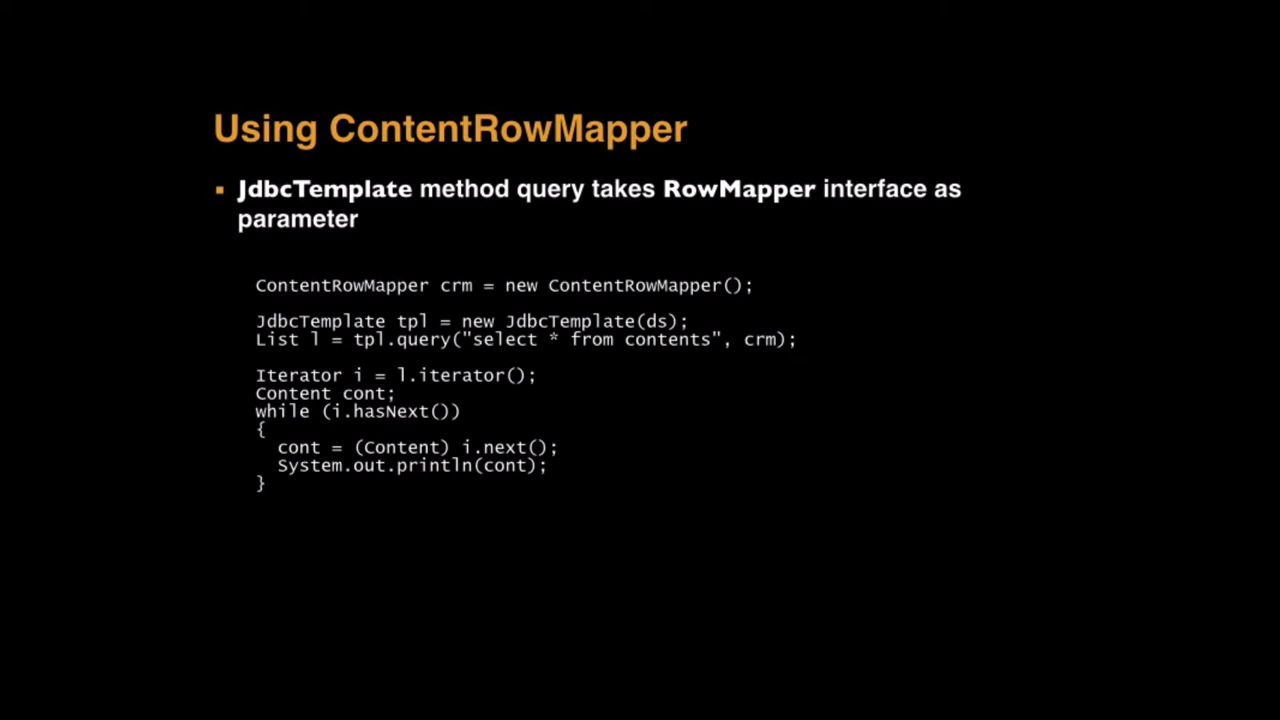 Using ContentRowMapper
▪ JdbcTemplate method query takes RowMapper interface as
parameter
ContentRowMapper crm = new ContentRowMapper();
JdbcTemplate tpl = new JdbcTemplate(ds);
List l = tpl.query("select * from contents", crm);
Iterator i = l.iterator();
Content cont;
while (i.hasNext())
{
  cont = (Content) i.next();
  System.out.println(cont);
}